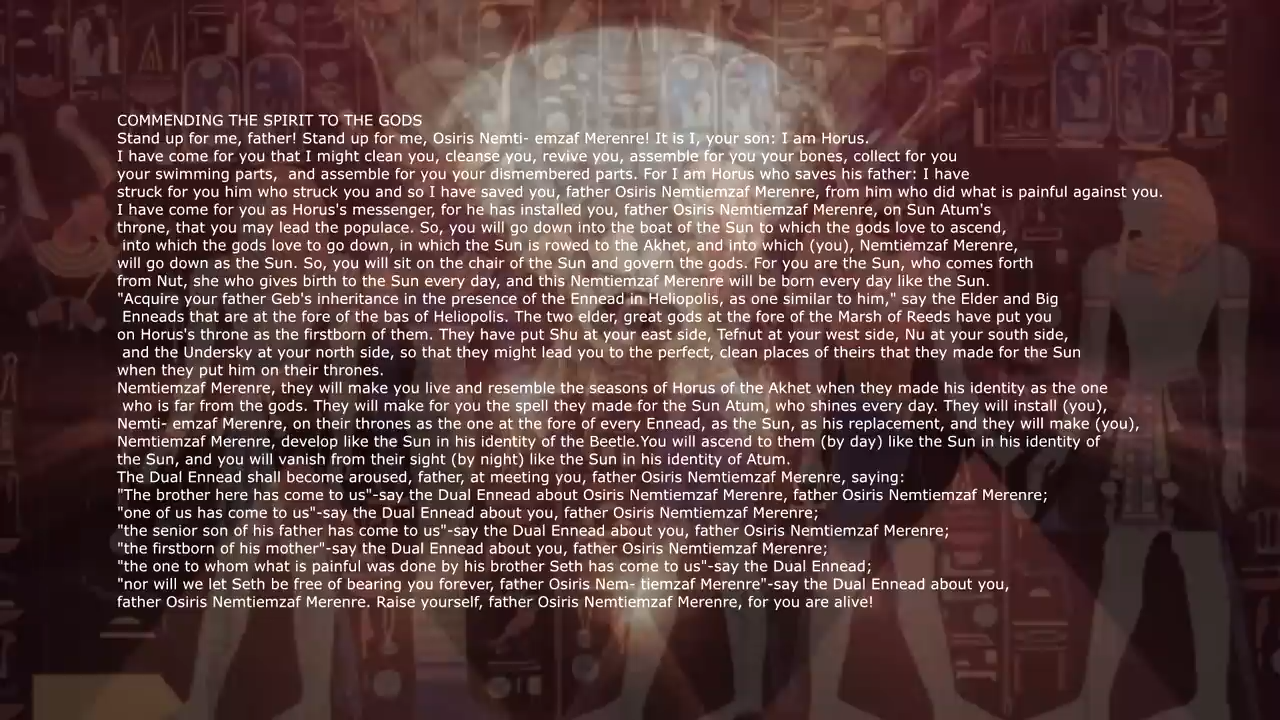 COMMENDING THE SPIRIT TO THE GODS
Stand up for me, father! Stand up for me, Osiris Nemti- emzaf Merenre! It is I, your son: I am Horus.
I have come for you that I might clean you, cleanse you, revive you, assemble for you your bones, collect for you
your swimming parts,  and assemble for you your dismembered parts. For I am Horus who saves his father: I have
struck for you him who struck you and so I have saved you, father Osiris Nemtiemzaf Merenre, from him who did what is painful against you.
I have come for you as Horus's messenger, for he has installed you, father Osiris Nemtiemzaf Merenre, on Sun Atum's
throne, that you may lead the populace. So, you will go down into the boat of the Sun to which the gods love to ascend,
into which the gods love to go down, in which the Sun is rowed to the Akhet, and into which (you), Nemtiemzaf Merenre,
will go down as the Sun. So, you will sit on the chair of the Sun and govern the gods. For you are the Sun, who comes forth
from Nut, she who gives birth to the Sun every day, and this Nemtiemzaf Merenre will be born every day like the Sun.
"Acquire your father Geb's inheritance in the presence of the Ennead in Heliopolis, as one similar to him," say the Elder and Big
Enneads that are at the fore of the bas of Heliopolis. The two elder, great gods at the fore of the Marsh of Reeds have put you
on Horus's throne as the firstborn of them. They have put Shu at your east side, Tefnut at your west side, Nu at your south side,
and the Undersky at your north side, so that they might lead you to the perfect, clean places of theirs that they made for the Sun
when they put him on their thrones.
Nemtiemzaf Merenre, they will make you live and resemble the seasons of Horus of the Akhet when they made his identity as the one
who is far from the gods. They will make for you the spell they made for the Sun Atum, who shines every day. They will install (you),
Nemti- emzaf Merenre, on their thrones as the one at the fore of every Ennead, as the Sun, as his replacement, and they will make (you),
Nemtiemzaf Merenre, develop like the Sun in his identity of the Beetle.You will ascend to them (by day) like the Sun in his identity of
the Sun, and you will vanish from their sight (by night) like the Sun in his identity of Atum.
The Dual Ennead shall become aroused, father, at meeting you, father Osiris Nemtiemzaf Merenre, saying:
"The brother here has come to us"-say the Dual Ennead about Osiris Nemtiemzaf Merenre, father Osiris Nemtiemzaf Merenre;
"one of us has come to us"-say the Dual Ennead about you, father Osiris Nemtiemzaf Merenre;
"the senior son of his father has come to us"-say the Dual Ennead about you, father Osiris Nemtiemzaf Merenre;
"the firstborn of his mother"-say the Dual Ennead about you, father Osiris Nemtiemzaf Merenre;
"the one to whom what is painful was done by his brother Seth has come to us"-say the Dual Ennead;
"nor will we let Seth be free of bearing you forever, father Osiris Nem- tiemzaf Merenre"-say the Dual Ennead about you,
father Osiris Nemtiemzaf Merenre. Raise yourself, father Osiris Nemtiemzaf Merenre, for you are alive!